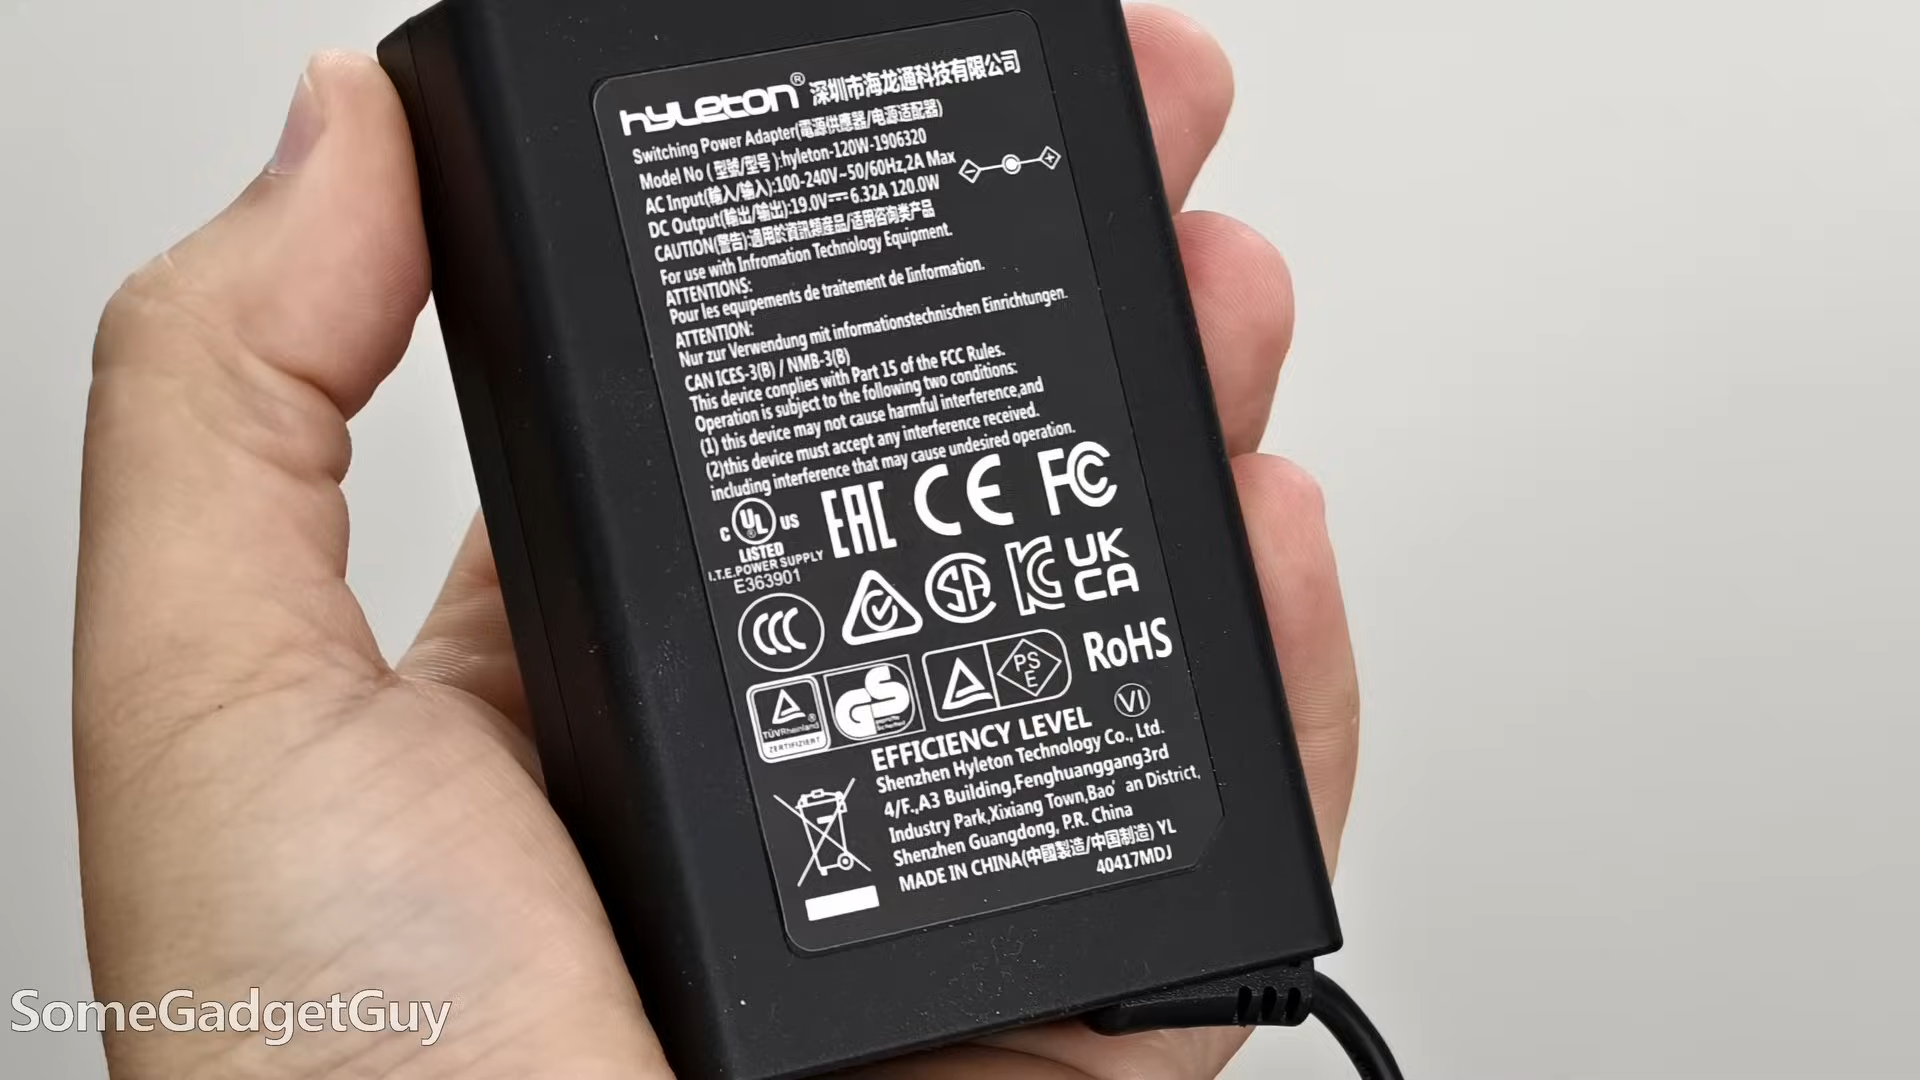 hyleton® 深圳市海龙通科技有限公司
Switching Power Adapter(電源供應器/电源适配器)
Model No ( 型號/型号 ):hyleton-120W-1906320
AC Input(輸入/输入):100-240V~50/60Hz,2A Max
DC Output(輸出/输出):19.0V⎓6.32A 120.0W
CAUTION(警告):適用於資訊類產品/适用咨询类产品
For use with Infromation Technology Equipment.
ATTENTIONS:
Pour les equipements de traitement de Iinformation.
ATTENTION:
Nur zur Verwendung mit informationstechnischen Einrichtungen.
CAN ICES-3(B) / NMB-3(B)
This device complies with Part 15 of the FCC Rules.
Operation is subject to the following two conditions:
(1) this device may not cause harmful interference,and
(2)this device must accept any interference received.
including interference that may cause undesired operation.
C UL ® US
LISTED
I.T.E.POWER SUPPLY
E363901
EAC CE FC
CCC SA KC UK
CA
TÜVRheinland ®
ZERTIFIZIERT
GS
PS
E
RoHS
EFFICIENCY LEVEL VI
Shenzhen Hyleton Technology Co., Ltd.
4/F.,A3 Building,Fenghuanggang3rd
Industry Park,Xixiang Town,Bao' an District,
Shenzhen Guangdong, P.R. China
MADE IN CHINA(中國製造/中国制造) YL
40417MDJ
SomeGadgetGuy